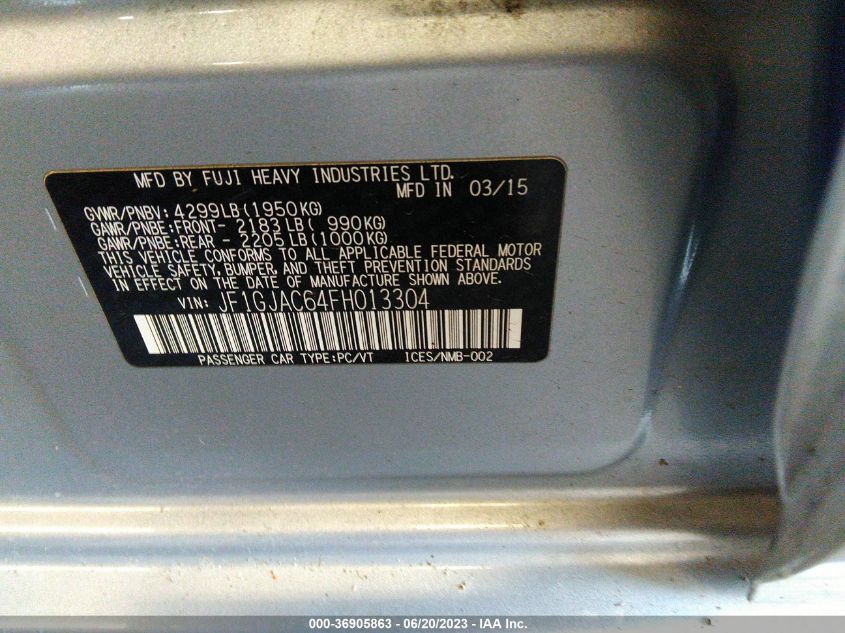 MFD BY FUJI HEAVY INDUSTRIES LTD.
MFD IN 03/15
GVWR/PNBV: 4299LB(1950KG)
GAWR/PNBE:FRONT- 2183LB( 990KG)
GAWR/PNBE:REAR - 2205LB(1000KG)
THIS VEHICLE CONFORMS TO ALL APPLICABLE FEDERAL MOTOR
VEHICLE SAFETY, BUMPER, AND THEFT PREVENTION STANDARDS
IN EFFECT ON THE DATE OF MANUFACTURE SHOWN ABOVE.
VIN: JF1GJAC64FH013304
PASSENGER CAR TYPE:PC/VT ICES/NMB-002
000-36905863 - 06/20/2023 - IAA Inc.